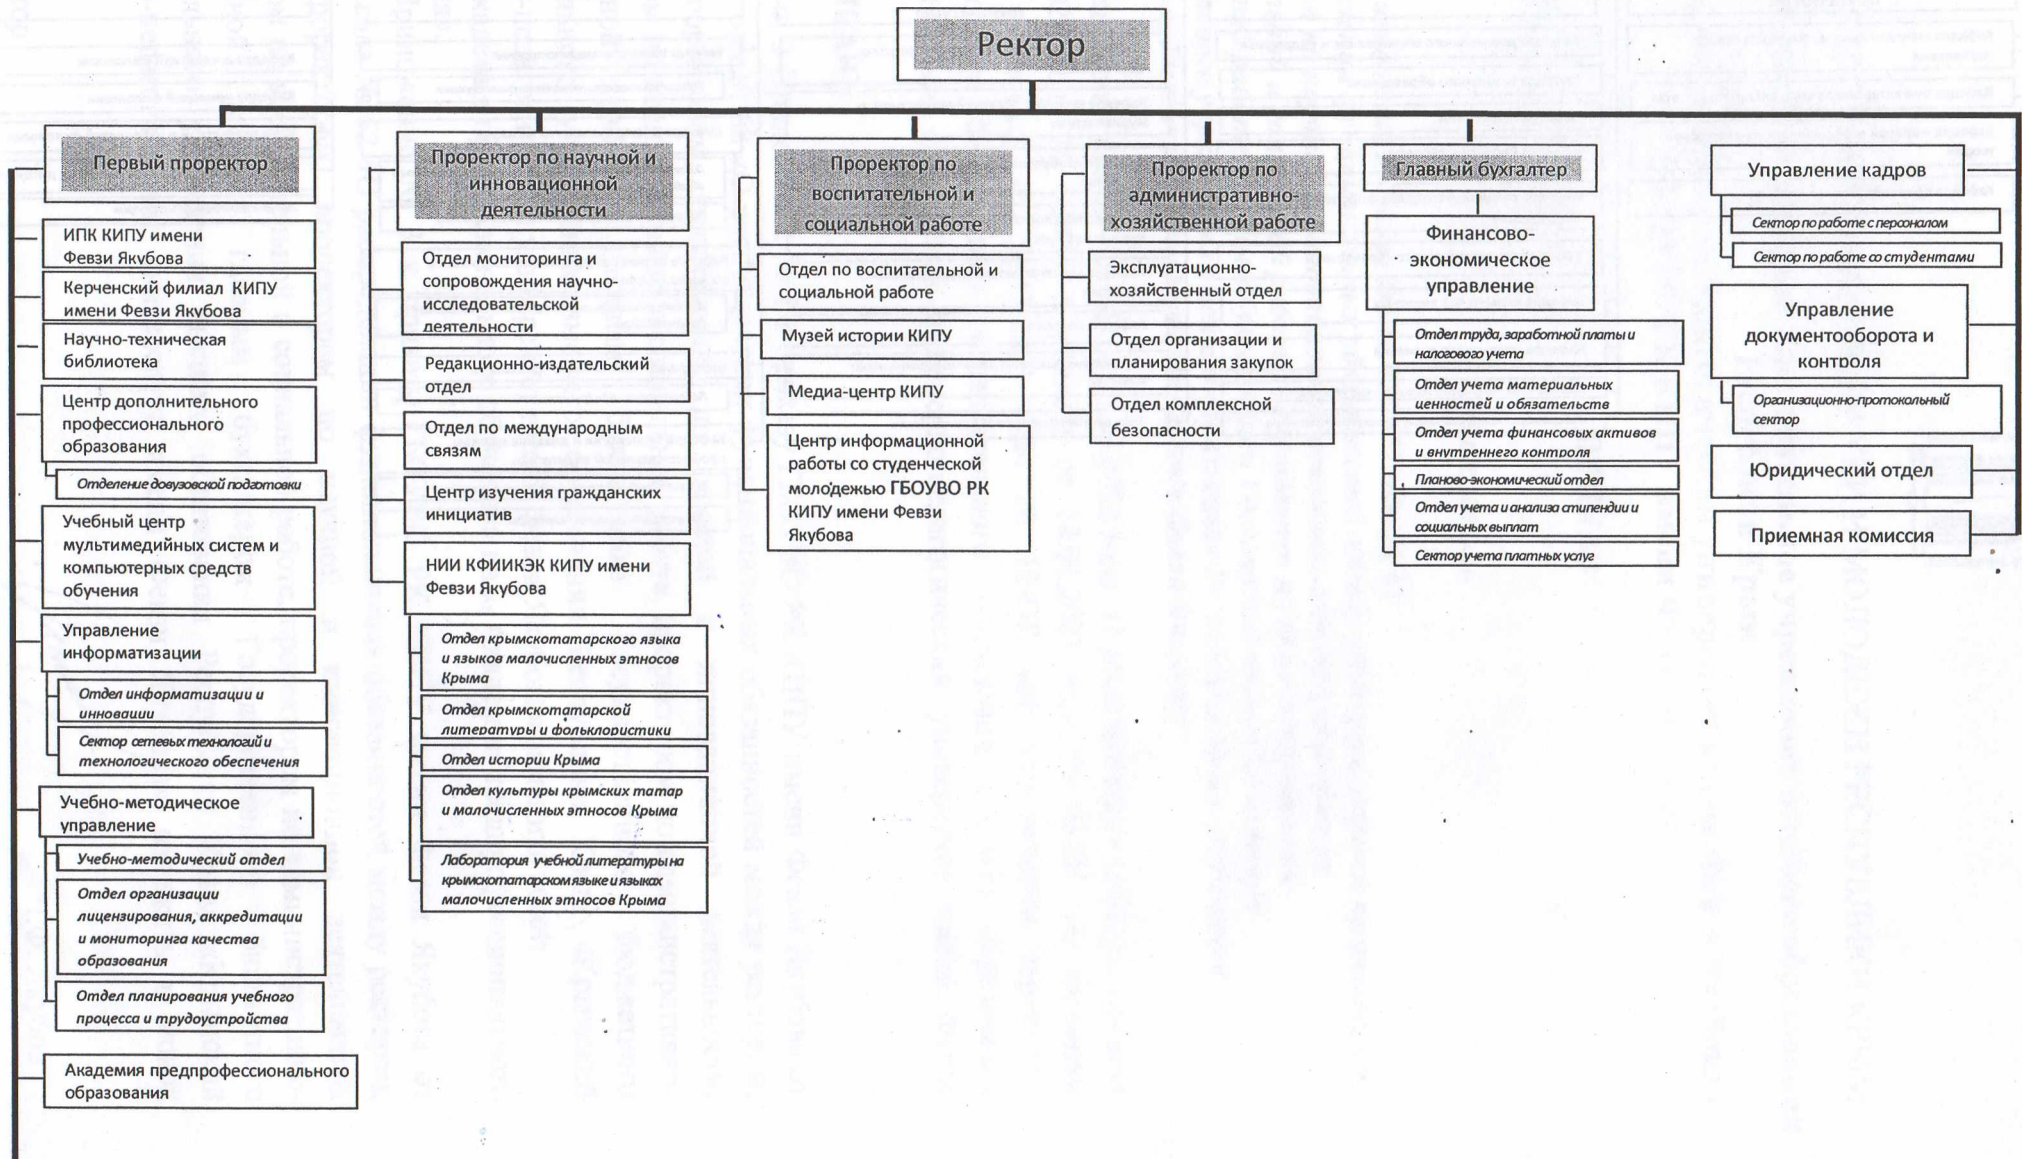 Ректор
Первый проректор
ИПК КИПУ имени
Февзи Якубова
Керченский филиал КИПУ
имени Февзи Якубова
Научно-техническая
библиотека
Центр дополнительного
профессионального
образования
Отделение довузовской подготовки
Учебный центр
мультимедийных систем и
компьютерных средств
обучения
Управление
информатизации
Отдел информатизации и
инновации
Сектор сетевых технологий и
технологического обеспечения
Учебно-методическое
управление
Учебно-методический отдел
Отдел организации
лицензирования, аккредитации
и мониторинга качества
образования
Отдел планирования учебного
процесса и трудоустройства
Академия предпрофессионального
образования
Проректор по научной и
инновационной
деятельности
Отдел мониторинга и
сопровождения научно-
исследовательской
деятельности
Редакционно-издательский
отдел
Отдел по международным
связям
Центр изучения гражданских
инициатив
НИИ КФИИКЭК КИПУ имени
Февзи Якубова
Отдел крымскотатарского языка
и языков малочисленных этносов
Крыма
Отдел крымскотатарской
литературы и фольклористики
Отдел истории Крыма
Отдел культуры крымских татар
и малочисленных этносов Крыма
Лаборатория учебной литературы на
крымскотатарском языке и языках
малочисленных этносов Крыма
Проректор по
воспитательной и
социальной работе
Отдел по воспитательной и
социальной работе
Музей истории КИПУ
Медиа-центр КИПУ
Центр информационной
работы со студенческой
молодежью ГБОУВО РК
КИПУ имени Февзи
Якубова
Проректор по
административно-
хозяйственной работе
Эксплуатационно-
хозяйственный отдел
Отдел организации и
планирования закупок
Отдел комплексной
безопасности
Главный бухгалтер
Финансово-
экономическое
управление
Отдел труда, заработной платы и
налогового учета
Отдел учета материальных
ценностей и обязательств
Отдел учета финансовых активов
и внутреннего контроля
Планово-экономический отдел
Отдел учета и анализа стипендии и
социальных выплат
Сектор учета платных услуг
Управление кадров
Сектор по работе с персоналом
Сектор по работе со студентами
Управление
документооборота и
контроля
Организационно-протокольный
сектор
Юридический отдел
Приемная комиссия